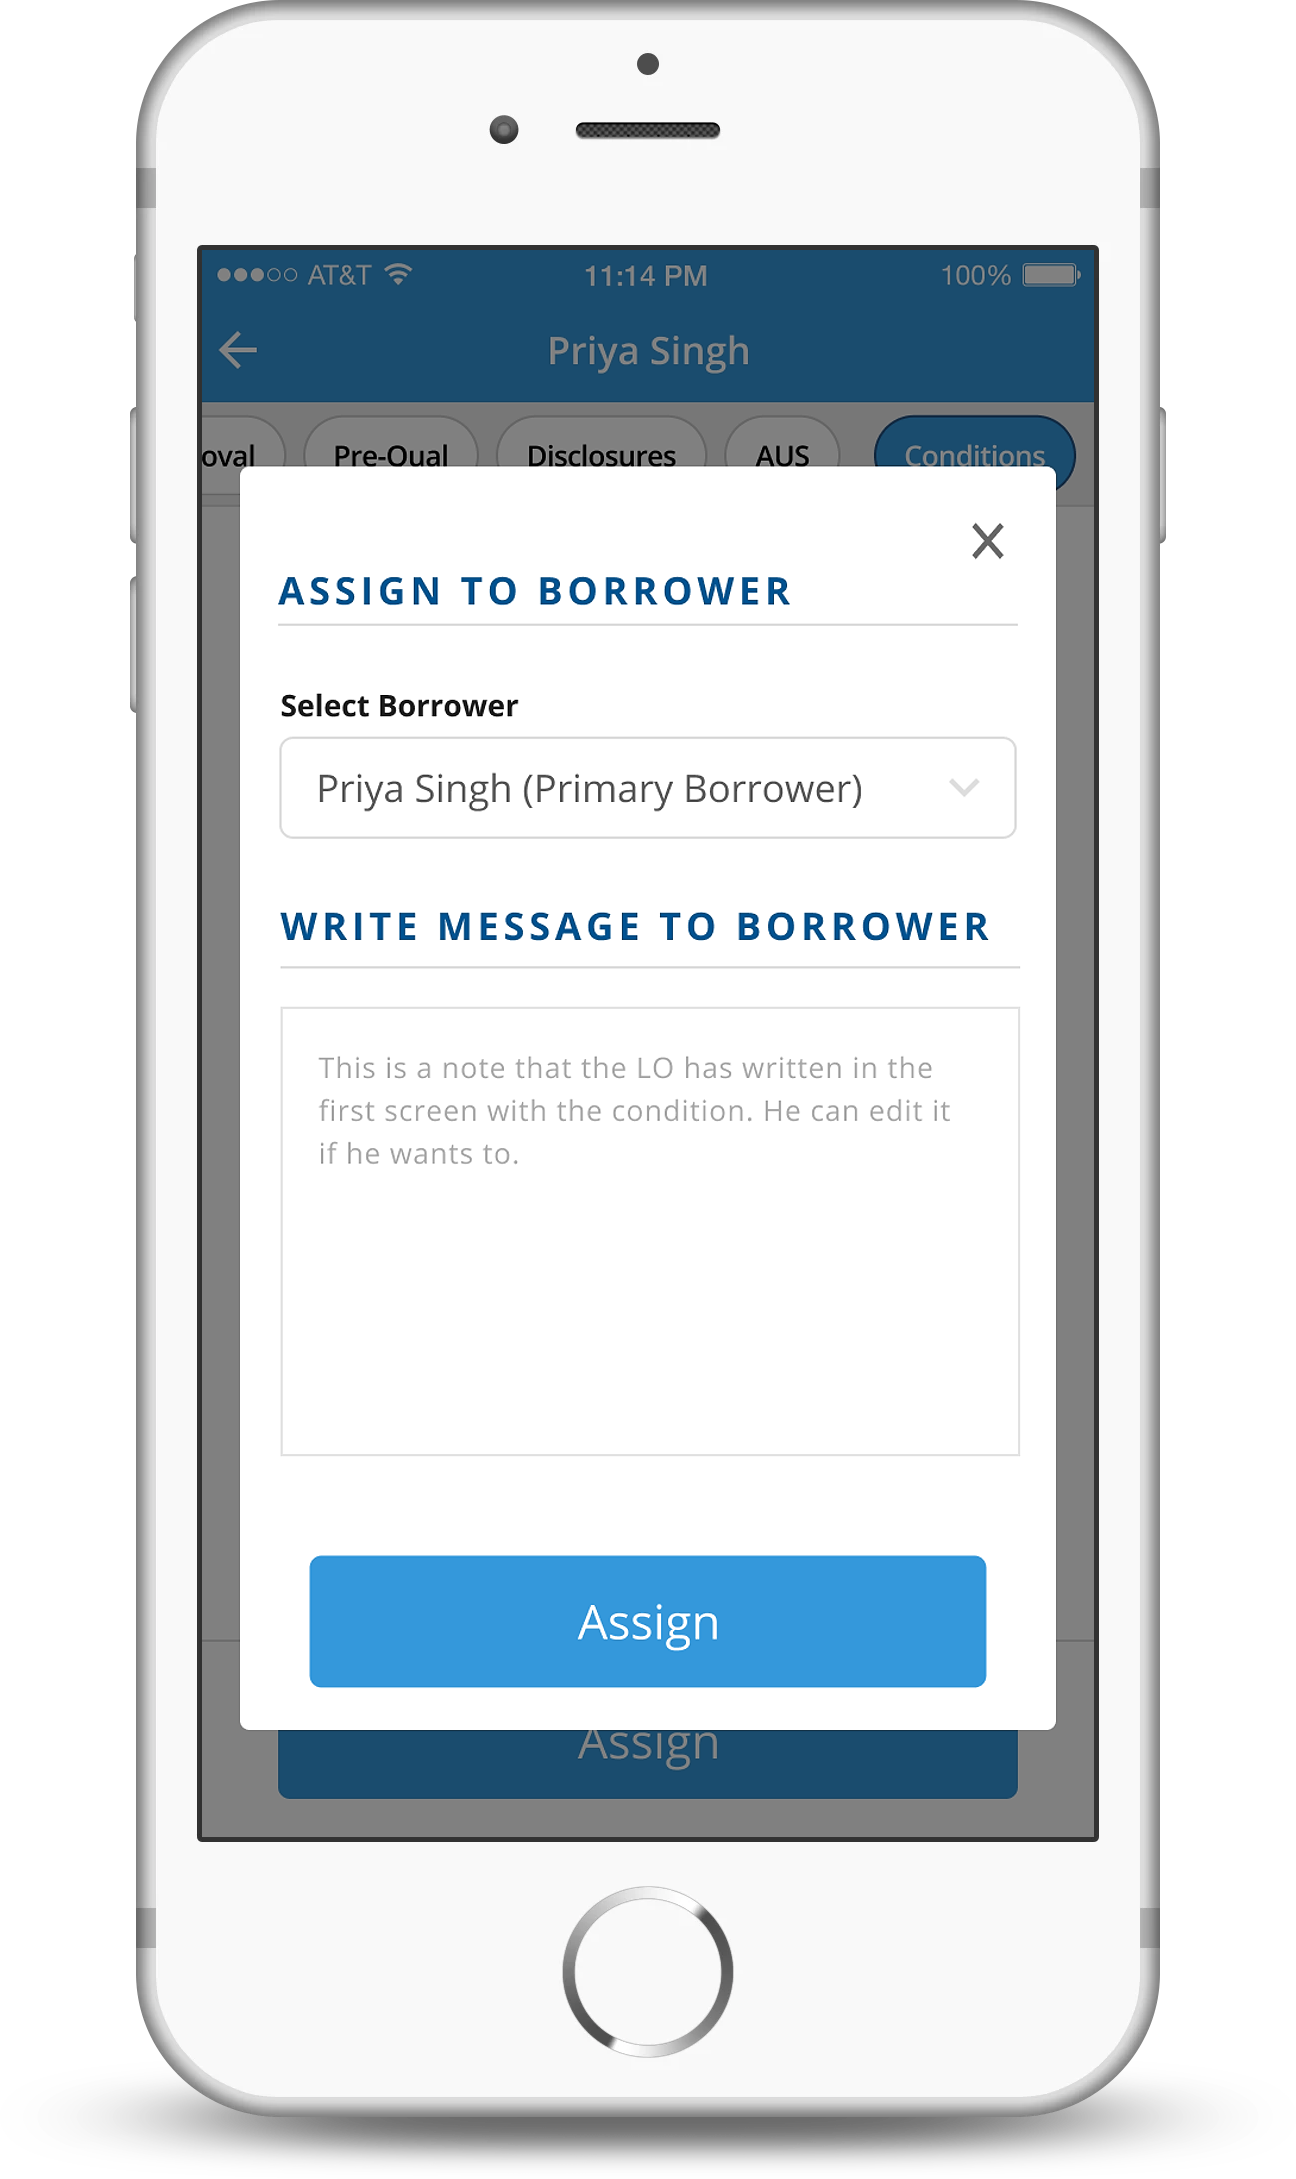 AT&T 11:14 PM 100%
Priya Singh
oval Pre-Qual Disclosures AUS Conditions
ASSIGN TO BORROWER
Select Borrower
Priya Singh (Primary Borrower)
WRITE MESSAGE TO BORROWER
This is a note that the LO has written in the
first screen with the condition. He can edit it
if he wants to.
Assign
Assign